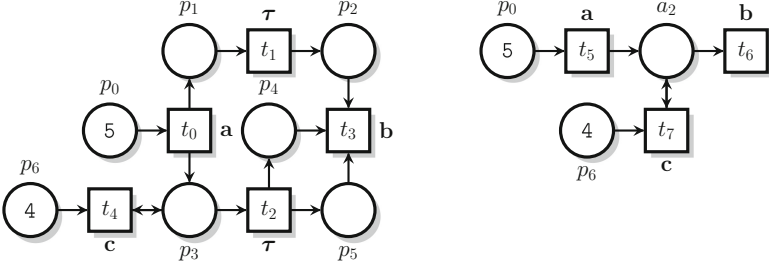 p₁ τ p₂
t₁
p₀ p₄
5 t₀ a t₃ b
p₆
4 t₄ t₂
c p₃ τ p₅
p₀ a a₂ b
5 t₅ t₆
4 t₇
p₆ c